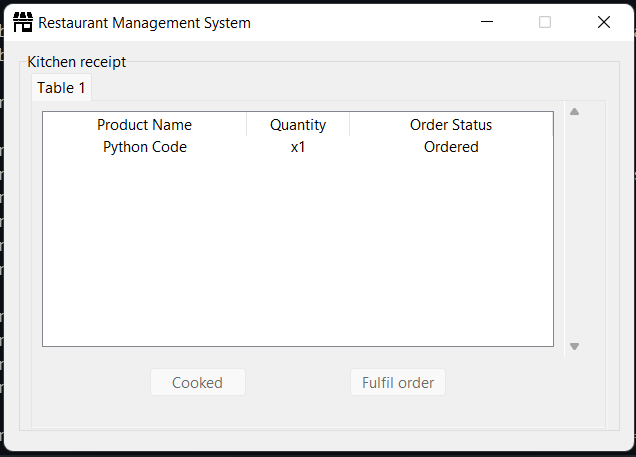 Restaurant Management System
Kitchen receipt
Table 1
Product Name Quantity Order Status
Python Code x1 Ordered
Cooked Fulfil order